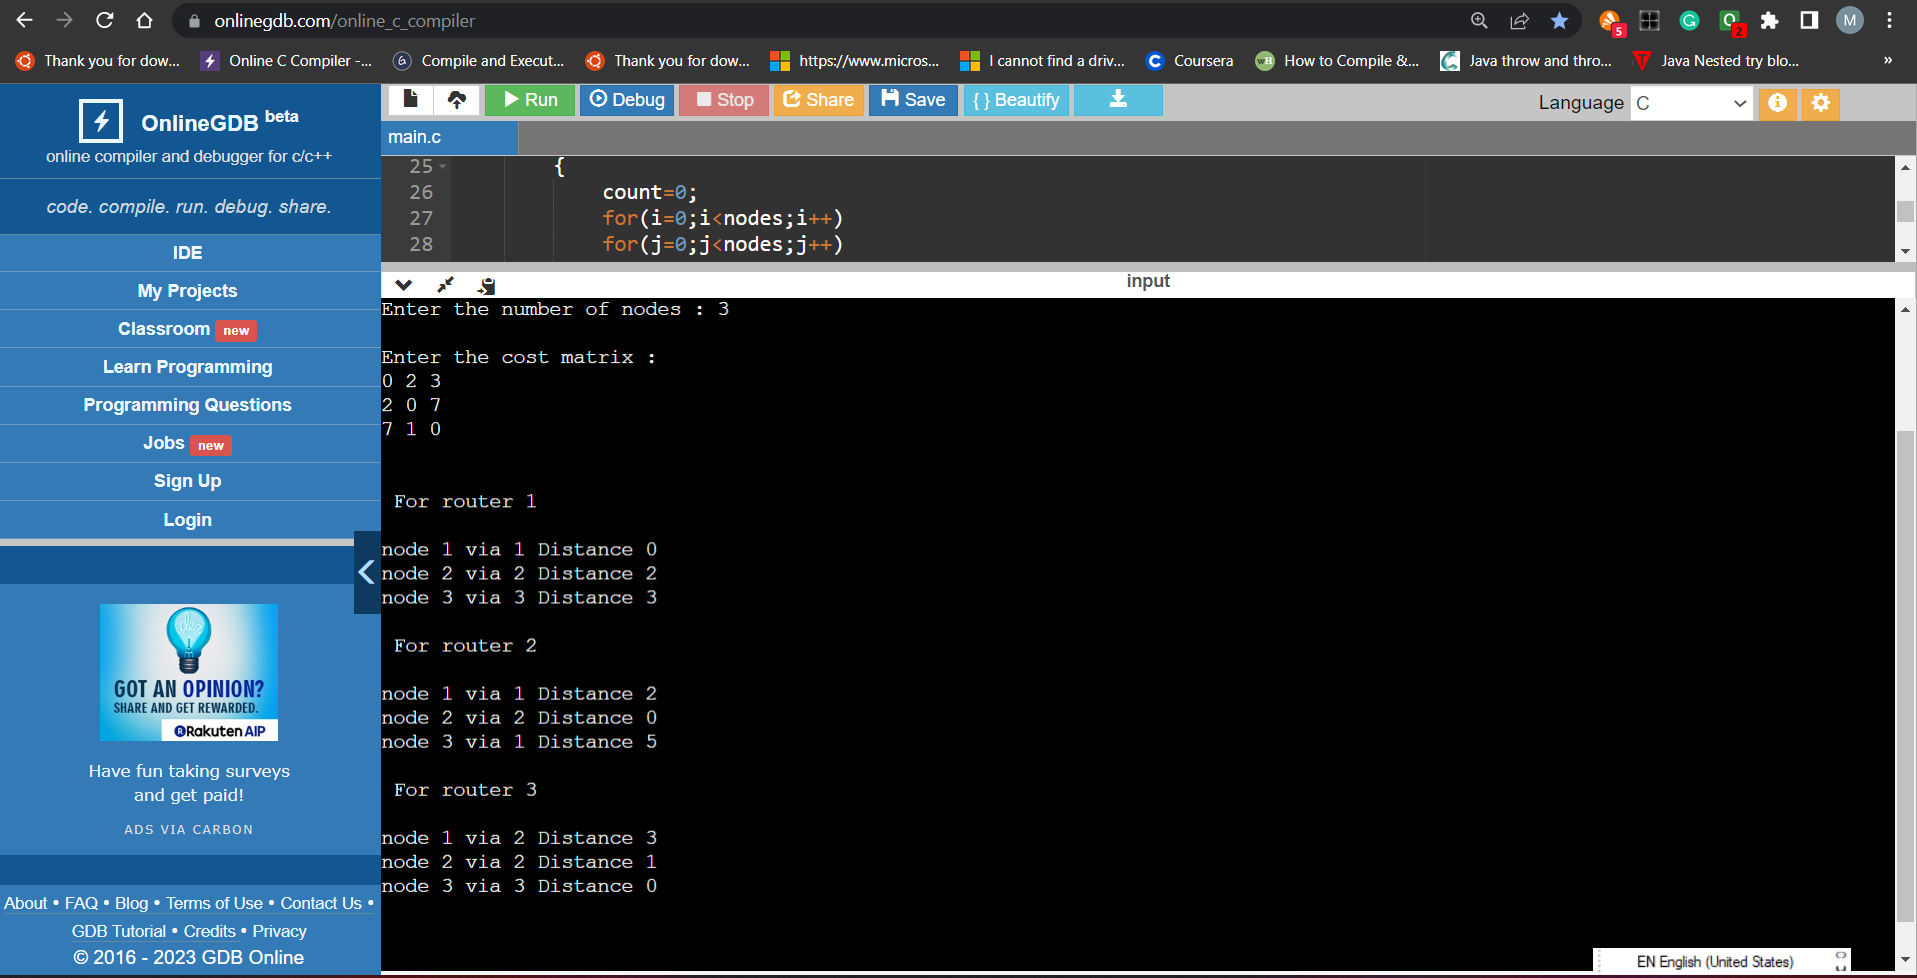 onlinegdb.com/online_c_compiler
5
2
M
Thank you for dow...
Online C Compiler -...
Compile and Execut...
Thank you for dow...
https://www.micros...
I cannot find a driv...
Coursera
How to Compile &...
Java throw and thro...
Java Nested try blo...
»
OnlineGDB beta
online compiler and debugger for c/c++
code. compile. run. debug. share.
IDE
My Projects
Classroom new
Learn Programming
Programming Questions
Jobs new
Sign Up
Login
GOT AN OPINION?
SHARE AND GET REWARDED.
Rakuten AIP
Have fun taking surveys
and get paid!
ADS VIA CARBON
About • FAQ • Blog • Terms of Use • Contact Us •
GDB Tutorial • Credits • Privacy
© 2016 - 2023 GDB Online
Run Debug Stop Share Save { } Beautify
Language C
main.c
25 {
26 count=0;
27 for(i=0;i<nodes;i++)
28 for(j=0;j<nodes;j++)
input
Enter the number of nodes : 3
Enter the cost matrix :
0 2 3
2 0 7
7 1 0
For router 1
node 1 via 1 Distance 0
node 2 via 2 Distance 2
node 3 via 3 Distance 3
For router 2
node 1 via 1 Distance 2
node 2 via 2 Distance 0
node 3 via 1 Distance 5
For router 3
node 1 via 2 Distance 3
node 2 via 2 Distance 1
node 3 via 3 Distance 0
EN English (United States)